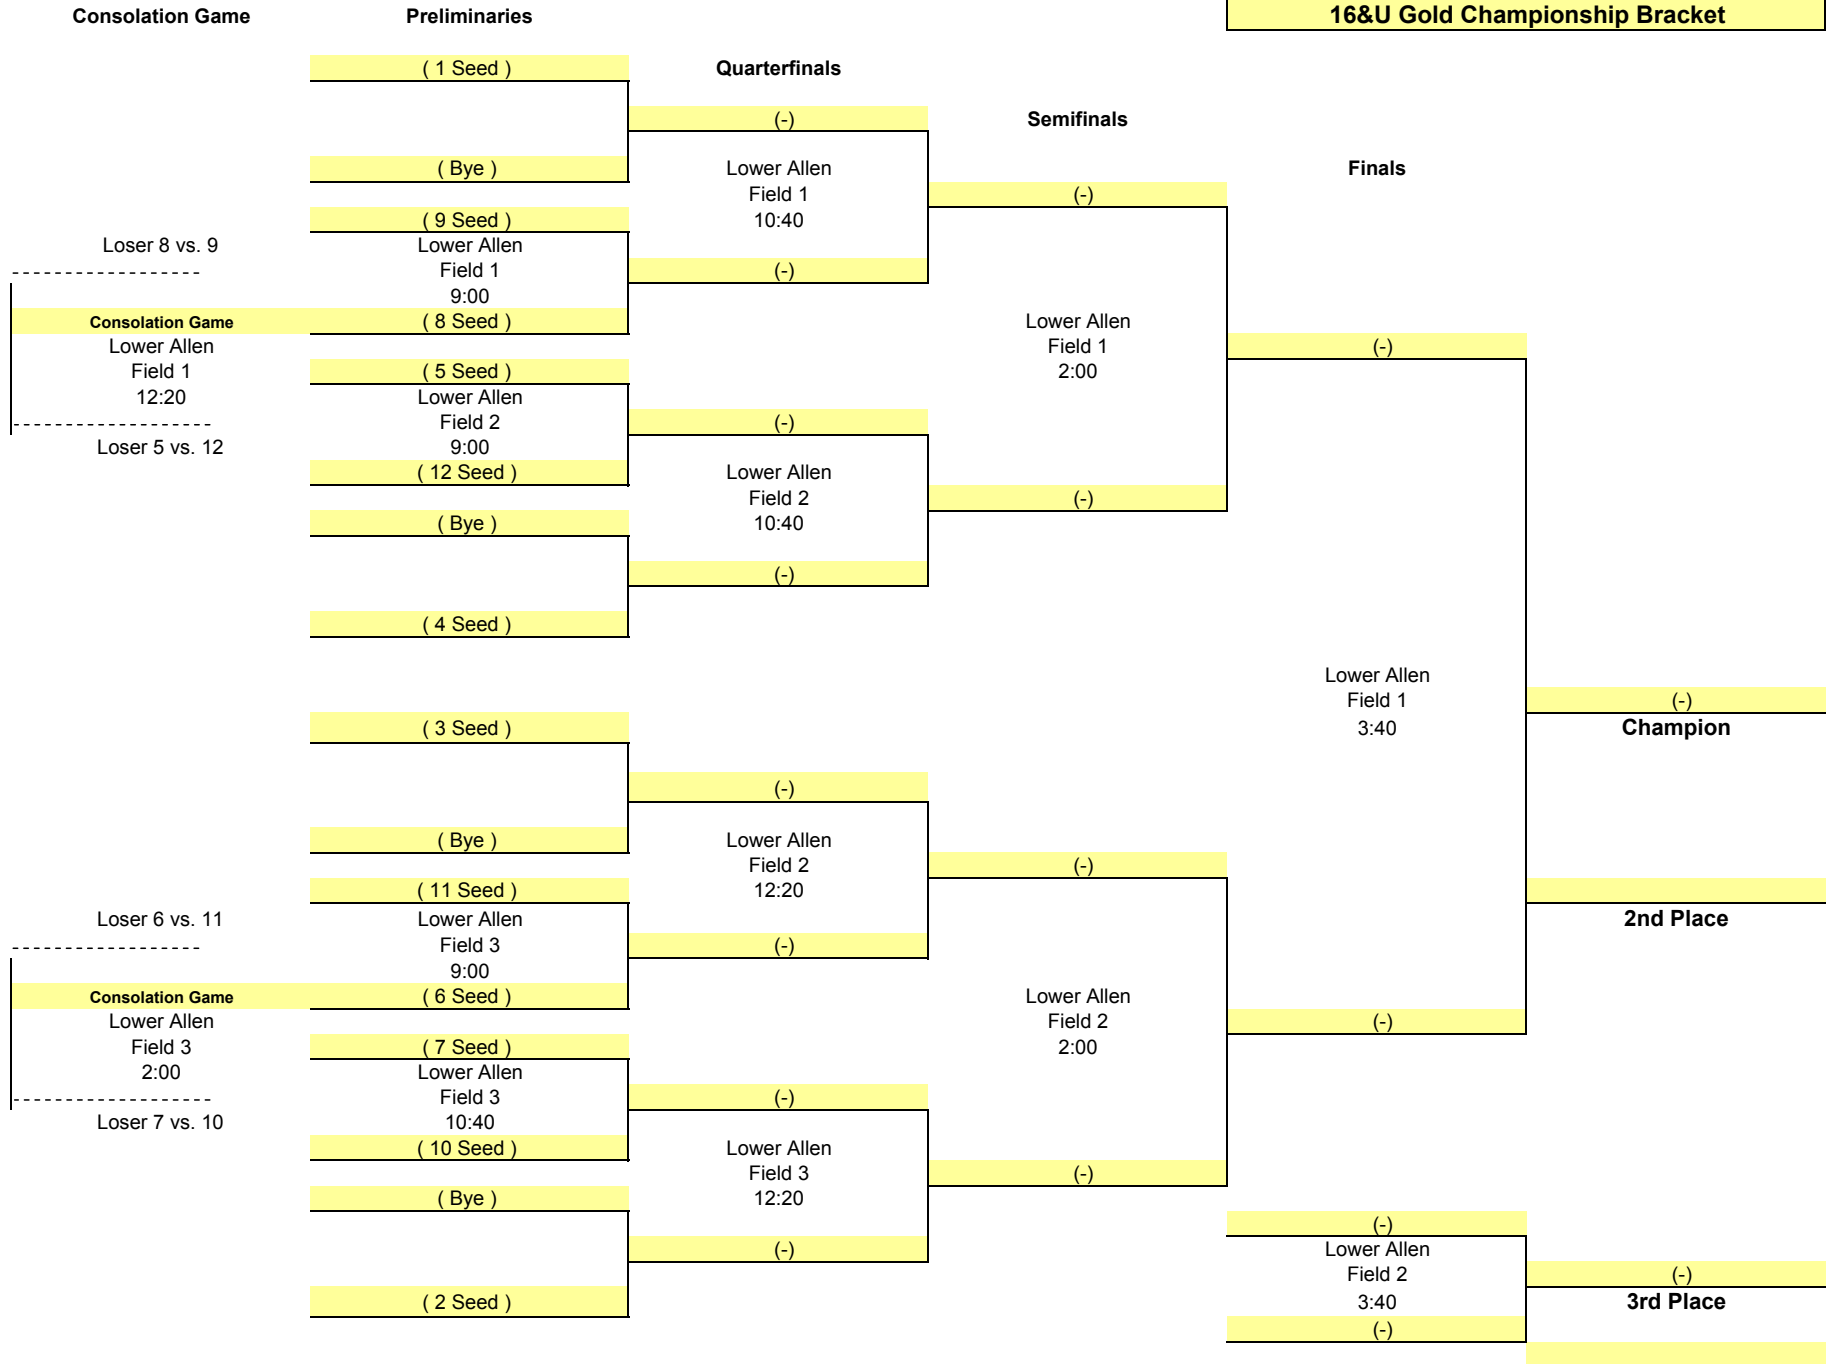 Consolation Game
Preliminaries
16&U Gold Championship Bracket
( 1 Seed )
Quarterfinals
(-)
Semifinals
( Bye )
Lower Allen
Field 1
10:40
Finals
(-)
( 9 Seed )
Loser 8 vs. 9
Lower Allen
Field 1
9:00
(-)
------------------
Consolation Game
( 8 Seed )
Lower Allen
Field 1
12:20
Lower Allen
Field 1
2:00
(-)
( 5 Seed )
Lower Allen
Field 2
9:00
(-)
-------------------
Loser 5 vs. 12
( 12 Seed )
Lower Allen
Field 2
10:40
(-)
( Bye )
(-)
( 4 Seed )
Lower Allen
Field 1
3:40
(-)
Champion
( 3 Seed )
(-)
( Bye )
Lower Allen
Field 2
12:20
(-)
( 11 Seed )
Loser 6 vs. 11
Lower Allen
Field 3
9:00
2nd Place
------------------
(-)
Consolation Game
( 6 Seed )
Lower Allen
Field 3
2:00
Lower Allen
Field 2
2:00
(-)
( 7 Seed )
Lower Allen
Field 3
10:40
(-)
-------------------
Loser 7 vs. 10
( 10 Seed )
Lower Allen
Field 3
12:20
(-)
( Bye )
(-)
(-)
Lower Allen
Field 2
3:40
(-)
3rd Place
( 2 Seed )
(-)